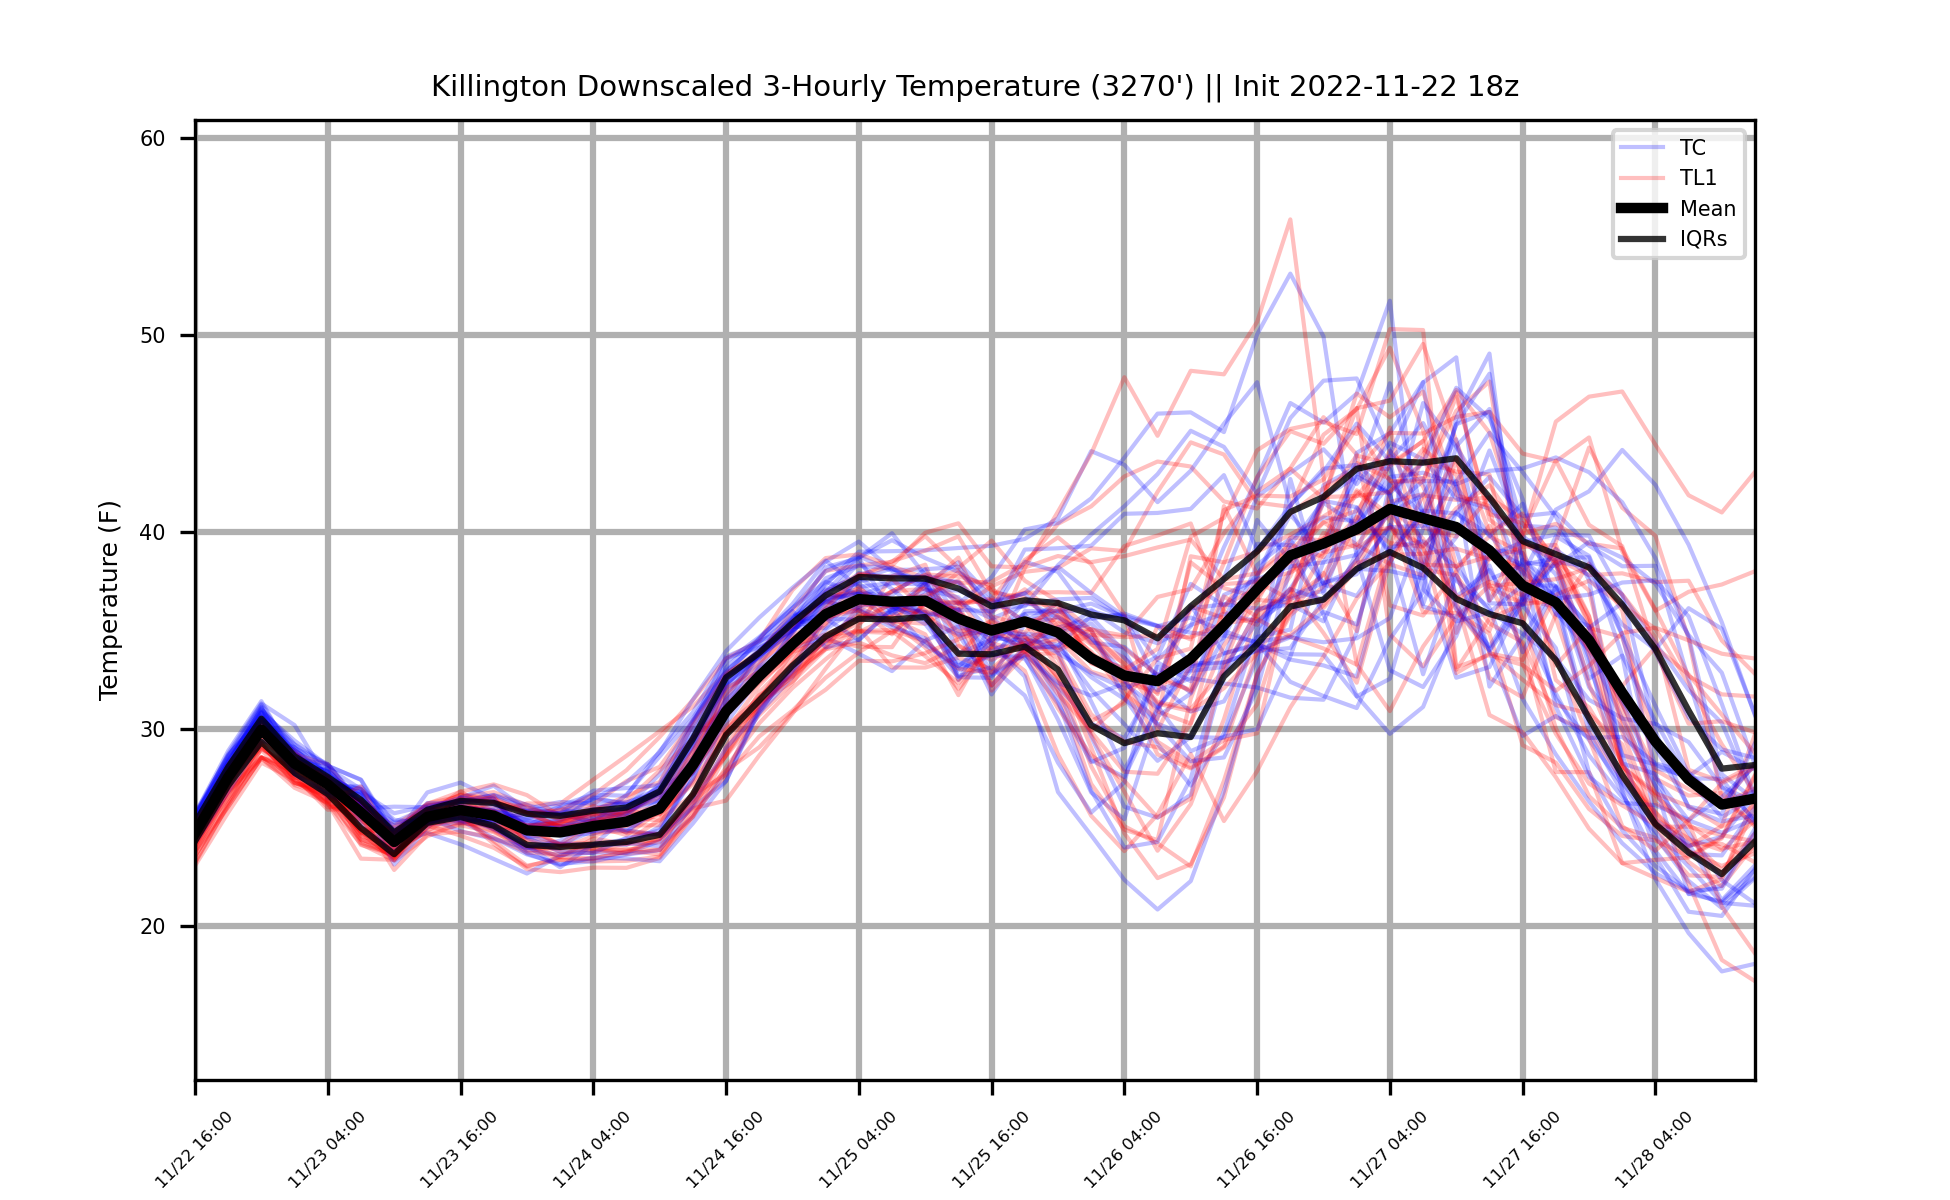 Killington Downscaled 3-Hourly Temperature (3270') || Init 2022-11-22 18z
TC
TL1
Mean
IQRs
Temperature (F)
60
50
40
30
20
11/22 16:00
11/23 04:00
11/23 16:00
11/24 04:00
11/24 16:00
11/25 04:00
11/25 16:00
11/26 04:00
11/26 16:00
11/27 04:00
11/27 16:00
11/28 04:00